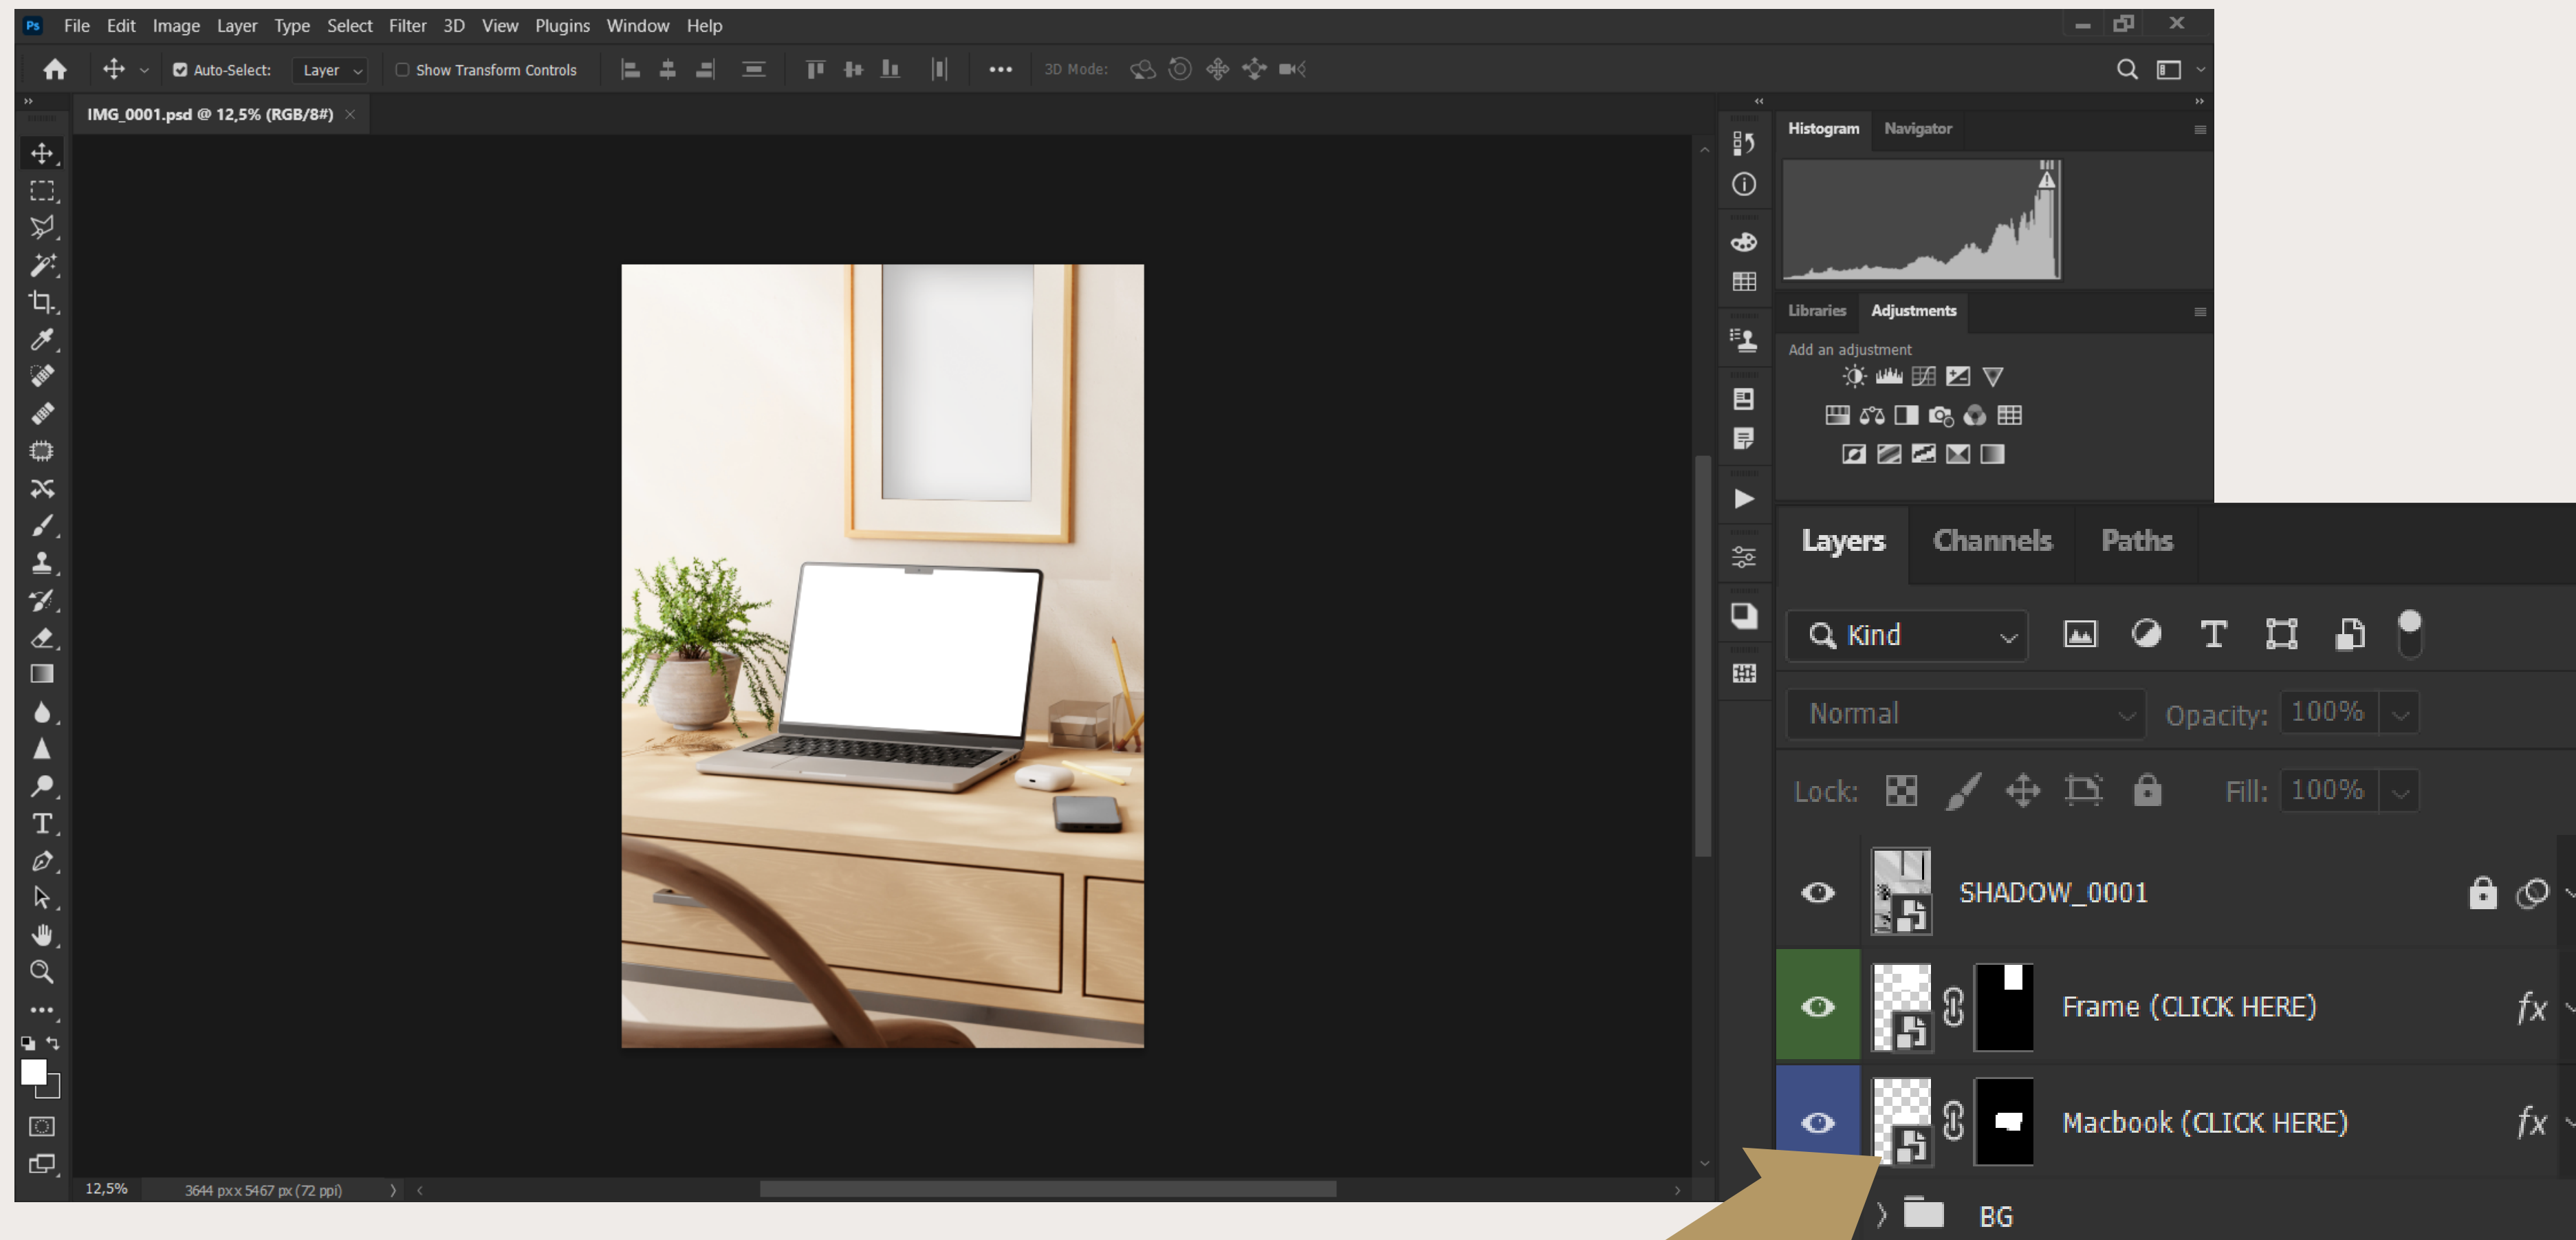 Ps File Edit Image Layer Type Select Filter 3D View Plugins Window Help
Auto-Select: Layer Show Transform Controls 3D Mode:
IMG_0001.psd @ 12,5% (RGB/8#)
Histogram Navigator
Libraries Adjustments
Add an adjustment
Layers Channels Paths
Kind
Normal Opacity: 100%
Lock: Fill: 100%
SHADOW_0001
Frame (CLICK HERE) fx
Macbook (CLICK HERE) fx
BG
12,5% 3644 px x 5467 px (72 ppi)